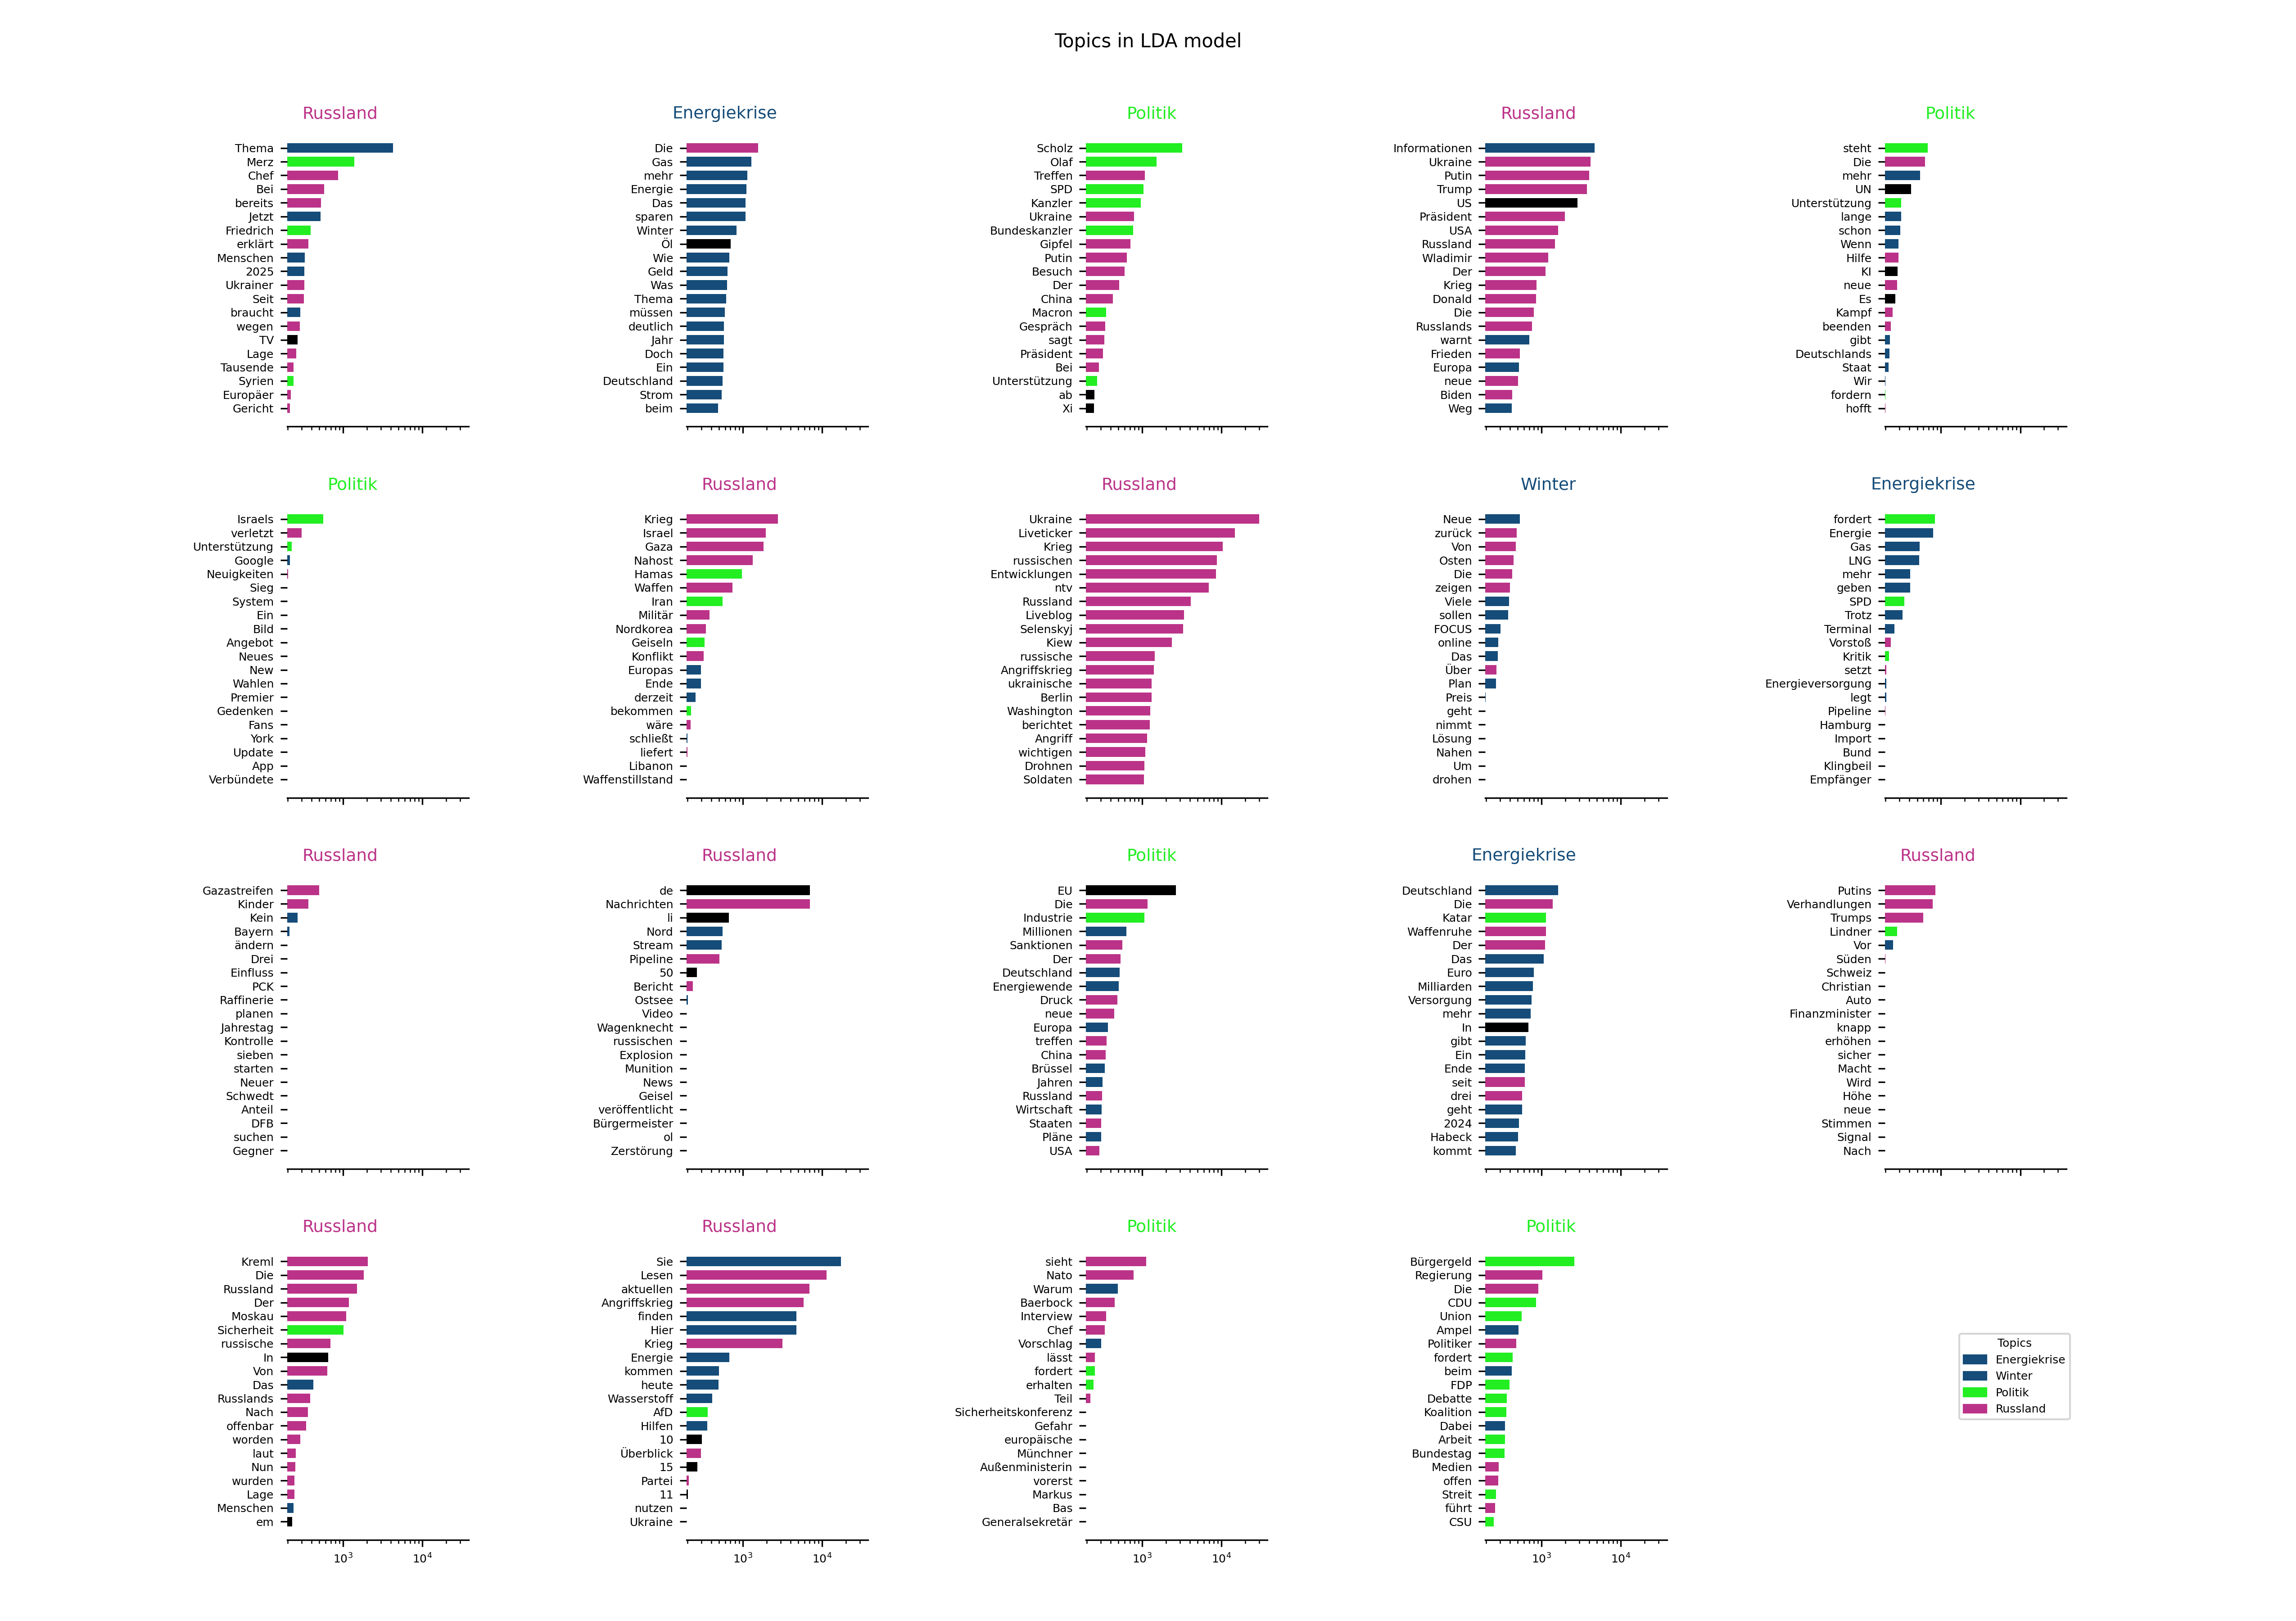 Topics in LDA model
Russland
Thema
Merz
Chef
Bei
bereits
Jetzt
Friedrich
erklärt
Menschen
2025
Ukrainer
Seit
braucht
wegen
TV
Lage
Tausende
Syrien
Europäer
Gericht
Energiekrise
Die
Gas
mehr
Energie
Das
sparen
Winter
Öl
Wie
Geld
Was
Thema
müssen
deutlich
Jahr
Doch
Ein
Deutschland
Strom
beim
Politik
Scholz
Olaf
Treffen
SPD
Kanzler
Ukraine
Bundeskanzler
Gipfel
Putin
Besuch
Der
China
Macron
Gespräch
sagt
Präsident
Bei
Unterstützung
ab
Xi
Russland
Informationen
Ukraine
Putin
Trump
US
Präsident
USA
Russland
Wladimir
Der
Krieg
Donald
Die
Russlands
warnt
Frieden
Europa
neue
Biden
Weg
Politik
steht
Die
mehr
UN
Unterstützung
lange
schon
Wenn
Hilfe
KI
neue
Es
Kampf
beenden
gibt
Deutschlands
Staat
Wir
fordern
hofft
Politik
Israels
verletzt
Unterstützung
Google
Neuigkeiten
Sieg
System
Ein
Bild
Angebot
Neues
New
Wahlen
Premier
Gedenken
Fans
York
Update
App
Verbündete
Russland
Krieg
Israel
Gaza
Nahost
Hamas
Waffen
Iran
Militär
Nordkorea
Geiseln
Konflikt
Europas
Ende
derzeit
bekommen
wäre
schließt
liefert
Libanon
Waffenstillstand
Russland
Ukraine
Liveticker
Krieg
russischen
Entwicklungen
ntv
Russland
Liveblog
Selenskyj
Kiew
russische
Angriffskrieg
ukrainische
Berlin
Washington
berichtet
Angriff
wichtigen
Drohnen
Soldaten
Winter
Neue
zurück
Von
Osten
Die
zeigen
Viele
sollen
FOCUS
online
Das
Über
Plan
Preis
geht
nimmt
Lösung
Nahen
Um
drohen
Energiekrise
fordert
Energie
Gas
LNG
mehr
geben
SPD
Trotz
Terminal
Vorstoß
Kritik
setzt
Energieversorgung
legt
Pipeline
Hamburg
Import
Bund
Klingbeil
Empfänger
Russland
Gazastreifen
Kinder
Kein
Bayern
ändern
Drei
Einfluss
PCK
Raffinerie
planen
Jahrestag
Kontrolle
sieben
starten
Neuer
Schwedt
Anteil
DFB
suchen
Gegner
Russland
de
Nachrichten
li
Nord
Stream
Pipeline
50
Bericht
Ostsee
Video
Wagenknecht
russischen
Explosion
Munition
News
Geisel
veröffentlicht
Bürgermeister
ol
Zerstörung
Politik
EU
Die
Industrie
Millionen
Sanktionen
Der
Deutschland
Energiewende
Druck
neue
Europa
treffen
China
Brüssel
Jahren
Russland
Wirtschaft
Staaten
Pläne
USA
Energiekrise
Deutschland
Die
Katar
Waffenruhe
Der
Das
Euro
Milliarden
Versorgung
mehr
In
gibt
Ein
Ende
seit
drei
geht
2024
Habeck
kommt
Russland
Putins
Verhandlungen
Trumps
Lindner
Vor
Süden
Schweiz
Christian
Auto
Finanzminister
knapp
erhöhen
sicher
Macht
Wird
Höhe
neue
Stimmen
Signal
Nach
Russland
Kreml
Die
Russland
Der
Moskau
Sicherheit
russische
In
Von
Das
Russlands
Nach
offenbar
worden
laut
Nun
wurden
Lage
Menschen
em
10³ 10⁴
Russland
Sie
Lesen
aktuellen
Angriffskrieg
finden
Hier
Krieg
Energie
kommen
heute
Wasserstoff
AfD
Hilfen
10
Überblick
15
Partei
11
nutzen
Ukraine
10³ 10⁴
Politik
sieht
Nato
Warum
Baerbock
Interview
Chef
Vorschlag
lässt
fordert
erhalten
Teil
Sicherheitskonferenz
Gefahr
europäische
Münchner
Außenministerin
vorerst
Markus
Bas
Generalsekretär
10³ 10⁴
Politik
Bürgergeld
Regierung
Die
CDU
Union
Ampel
Politiker
fordert
beim
FDP
Debatte
Koalition
Dabei
Arbeit
Bundestag
Medien
offen
Streit
führt
CSU
10³ 10⁴
Topics
Energiekrise
Winter
Politik
Russland